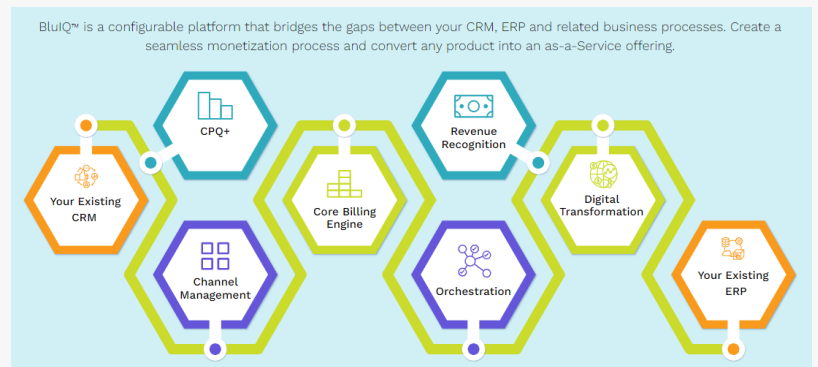 BluIQ™ is a configurable platform that bridges the gaps between your CRM, ERP and related business processes. Create a
seamless monetization process and convert any product into an as-a-Service offering.
CPQ+
Revenue
Recognition
Your Existing
CRM
Core Billing
Engine
Digital
Transformation
Channel
Management
Orchestration
Your Existing
ERP